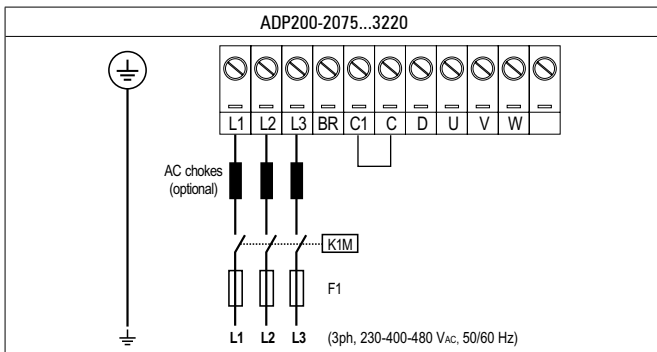 ADP200-2075...3220
L1 L2 L3 BR C1 C D U V W
AC chokes
(optional)
K1M
F1
L1 L2 L3 (3ph, 230-400-480 VAC, 50/60 Hz)